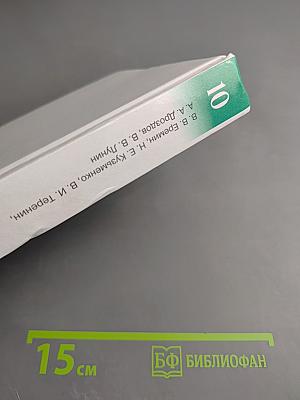 10
В. В. Еремин, Н. Е. Кузьменко, В. И. Теренин,
А. А. Дроздов, В. В. Лунин
15 см
БФ БИБЛИОФАН